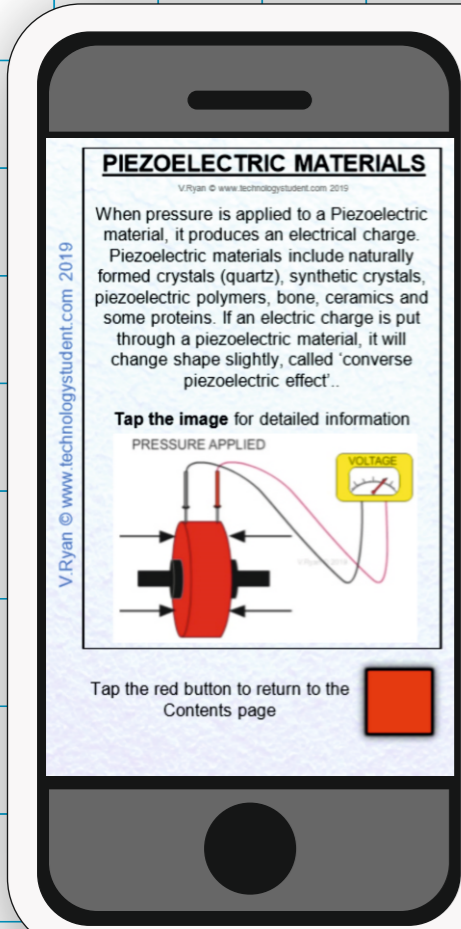 PIEZOELECTRIC MATERIALS
V.Ryan © www.technologystudent.com 2019
When pressure is applied to a Piezoelectric
material, it produces an electrical charge.
Piezoelectric materials include naturally
formed crystals (quartz), synthetic crystals,
piezoelectric polymers, bone, ceramics and
some proteins. If an electric charge is put
through a piezoelectric material, it will
change shape slightly, called ‘converse
piezoelectric effect’..
Tap the image for detailed information
PRESSURE APPLIED
VOLTAGE
V.Ryan © 2019
Tap the red button to return to the
Contents page
V.Ryan © www.technologystudent.com 2019